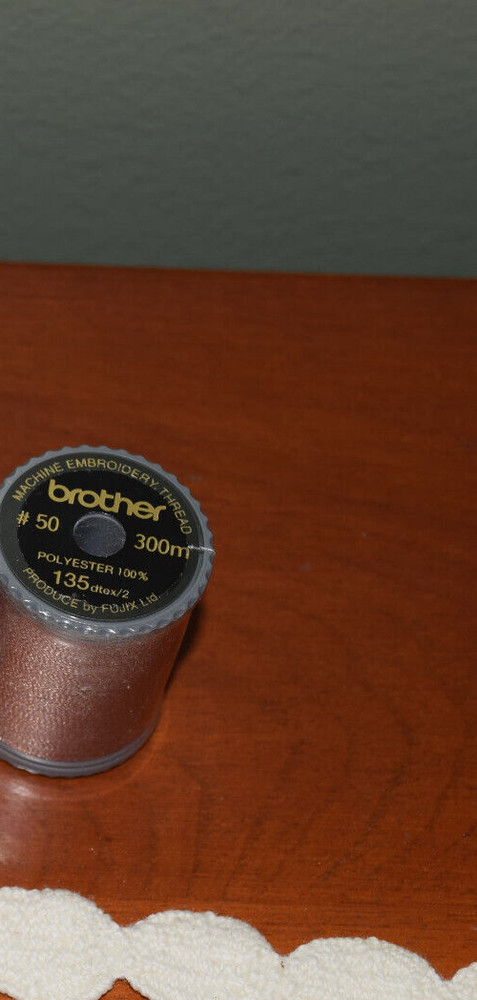 MACHINE EMBROIDERY THREAD
brother
# 50
300m
POLYESTER 100%
135dtex/2
PRODUCE by FUJIX Ltd.